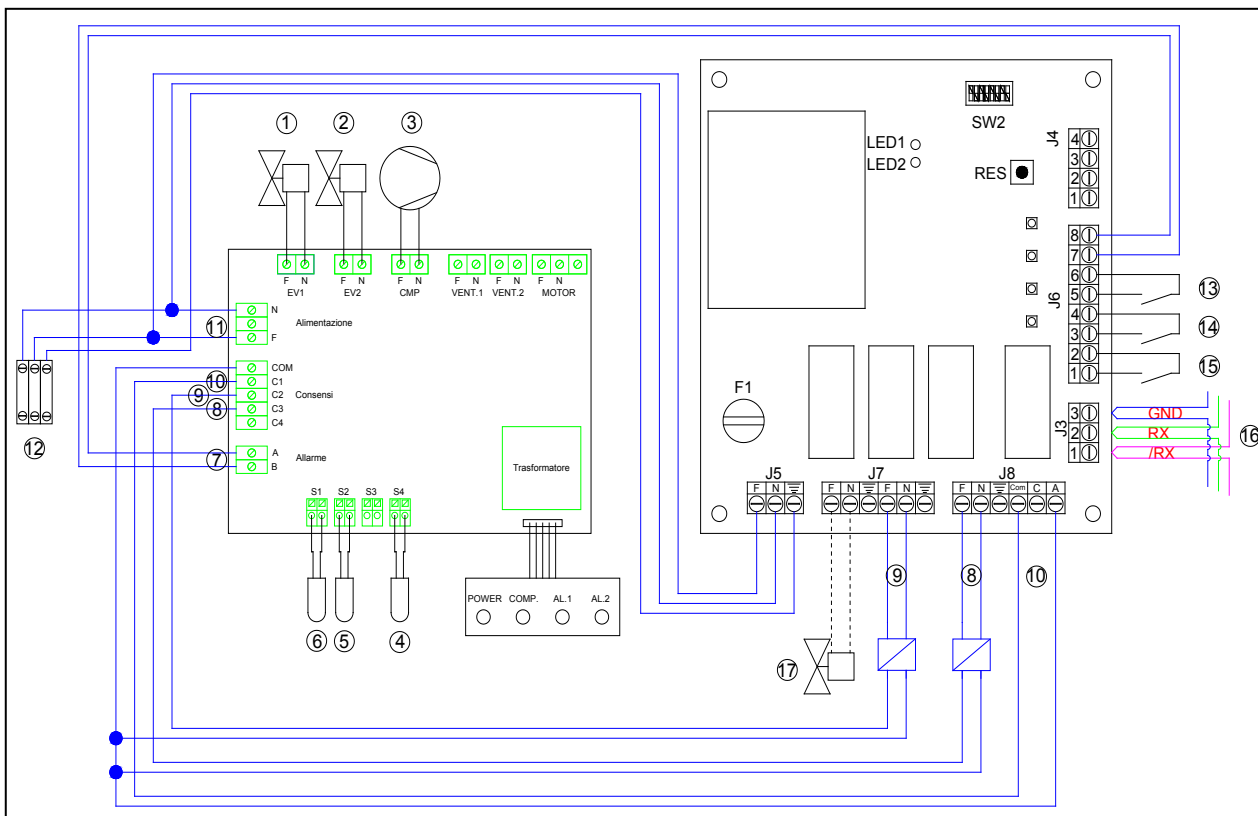 1 2 3
F N F N F N F N F N F N
EV1 EV2 CMP VENT.1 VENT.2 MOTOR
N
11 Alimentazione
F
COM
10 C1
9 C2 Consensi
8 C3
C4
A
7 Allarme
B
12
S1 S2 S3 S4
Trasformatore
POWER COMP. AL.1 AL.2
6 5 4
SW2
LED1
LED2
RES
J4
4
3
2
1
J6
8
7
6
5
4
3
2
1
13
14
15
F1
J3
3
2
1
GND
RX
/RX
16
J5
F N
J7
F N F N
J8
F N Com C A
9 8 10
17